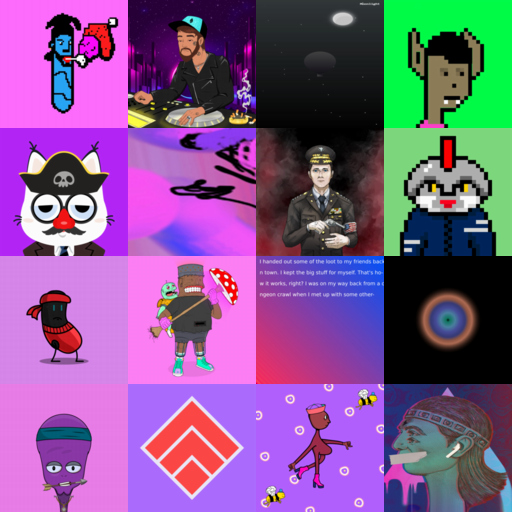 I handed out some of the loot to my friends back
n town. I kept the big stuff for myself. That's ho
w it works, right? I was on my way back from a d
ngeon crawl when I met up with some other